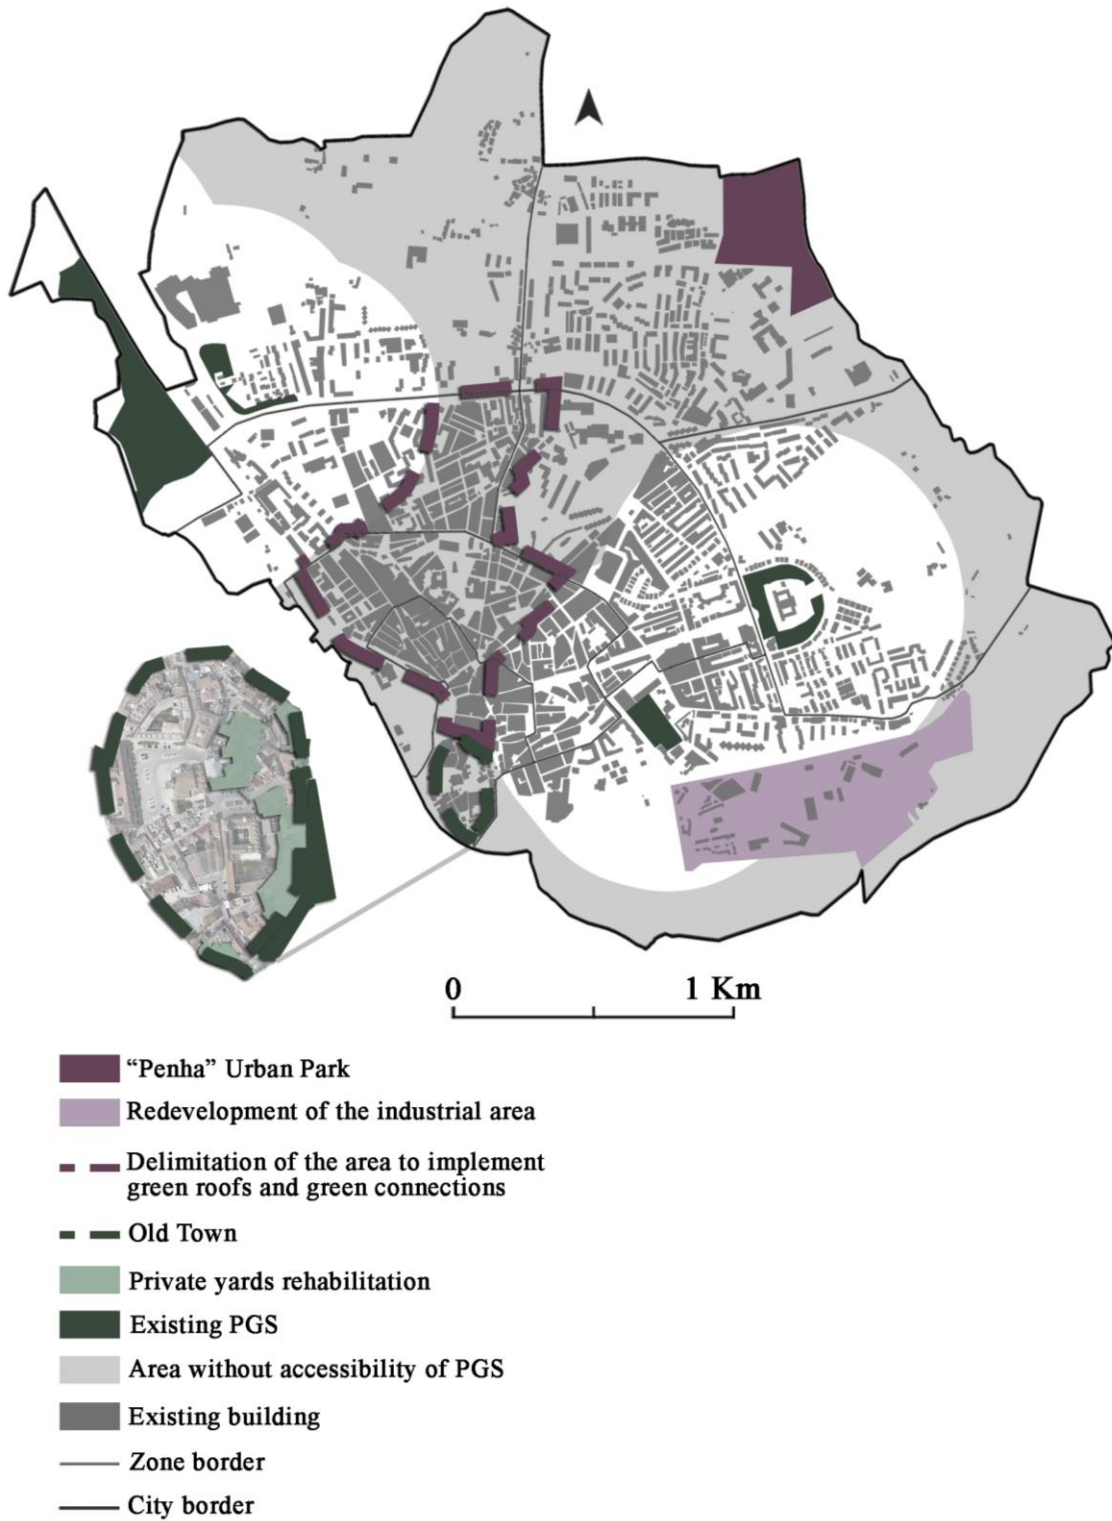 0 1 Km
“Penha” Urban Park
Redevelopment of the industrial area
Delimitation of the area to implement
green roofs and green connections
Old Town
Private yards rehabilitation
Existing PGS
Area without accessibility of PGS
Existing building
Zone border
City border